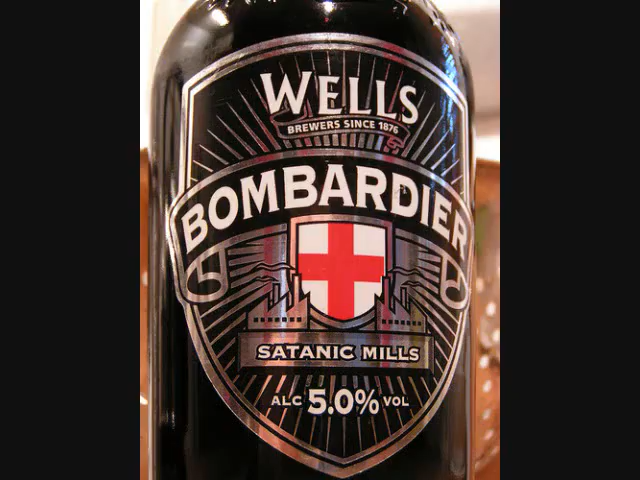 WELLS
BREWERS SINCE 1876
BOMBARDIER
SATANIC MILLS
ALC 5.0% VOL